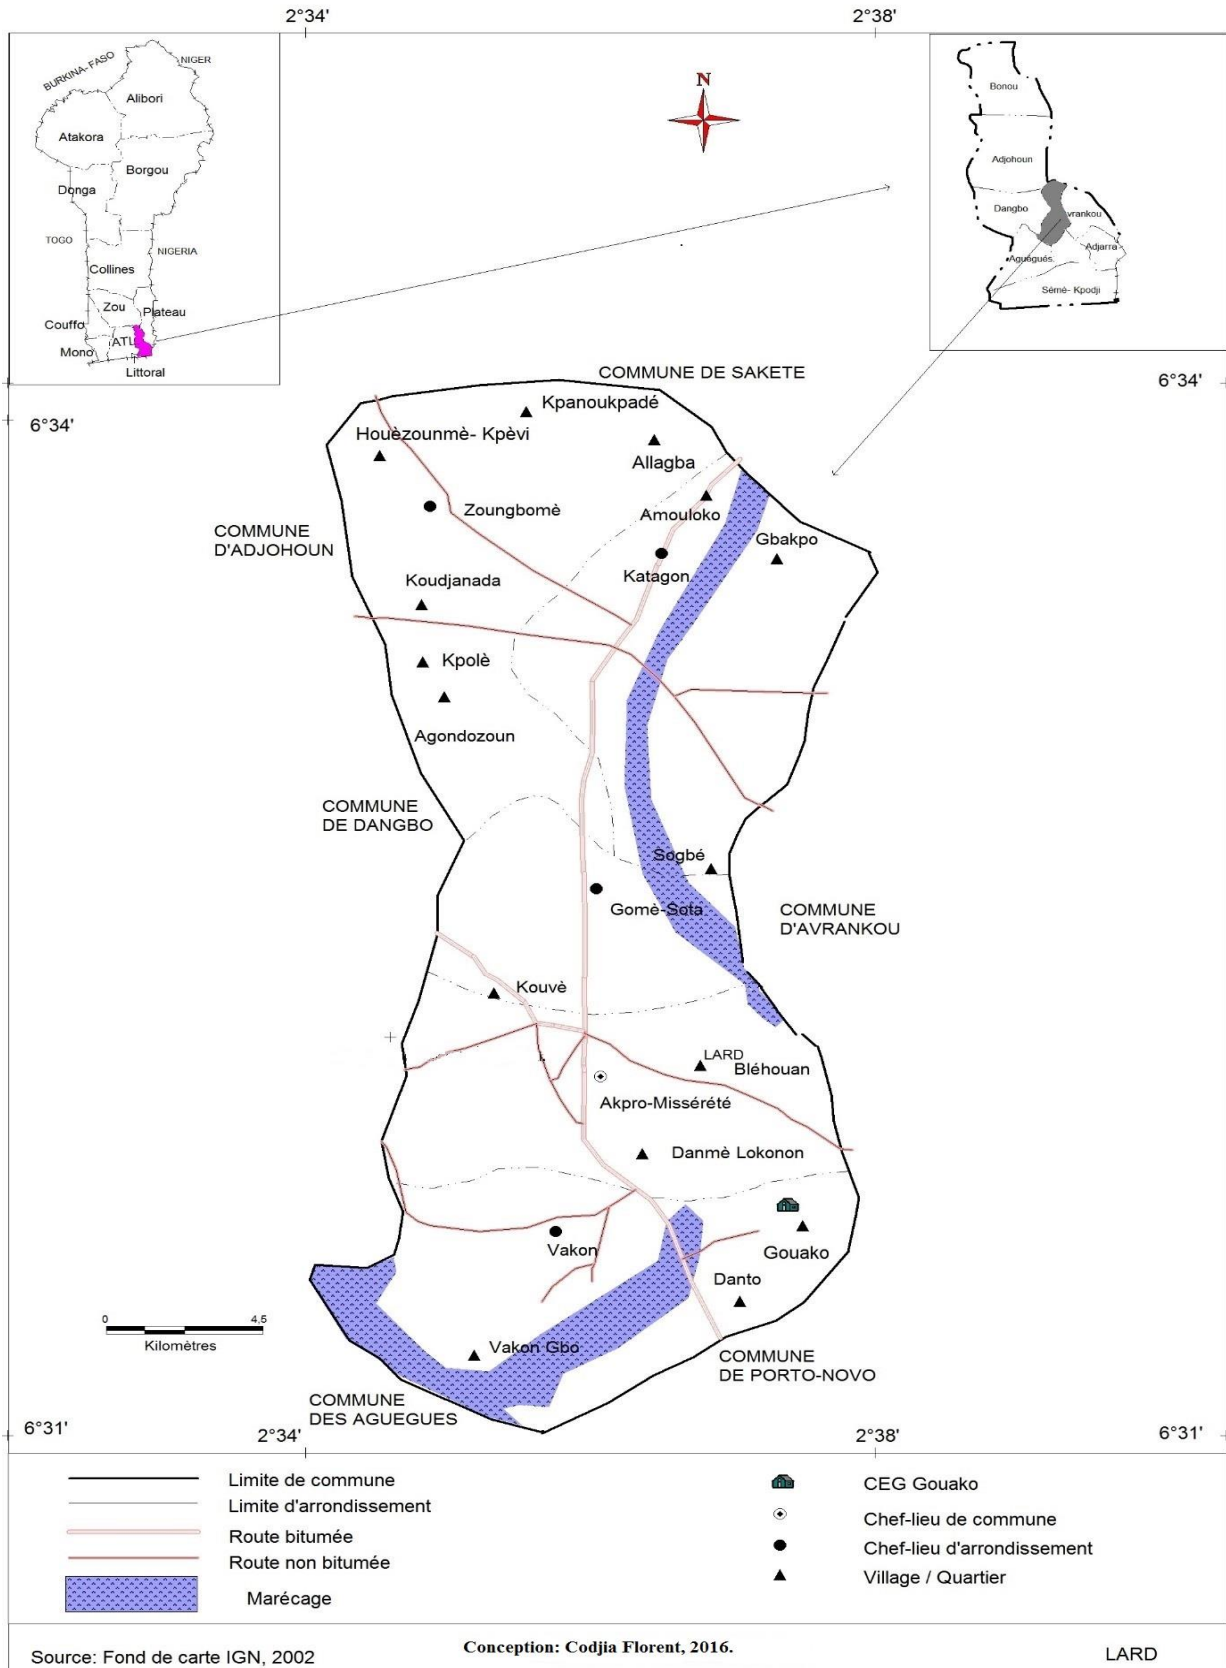 2°34'
2°38'
BURKINA-FASO
NIGER
Alibori
Atakora
Borgou
Donga
TOGO
NIGERIA
Collines
Zou
Plateau
Couffo
ATL
Mono
Littoral
N
Bonou
Adjohoun
Dangbo
vrankou
Adjarra
Aguégués
Sèmè- Kpodji
COMMUNE DE SAKETE
6°34'
6°34'
Kpanoukpadé
Houèzounmè- Kpèvi
Allagba
Zoungbomè
Amouloko
COMMUNE
D'ADJOHOUN
Gbakpo
Katagon
Koudjanada
Kpolè
Agondozoun
COMMUNE
DE DANGBO
Sogbé
Gomè-Sota
COMMUNE
D'AVRANKOU
Kouvè
LARD
Bléhouan
Akpro-Missérété
Danmè Lokonon
Vakon
Gouako
Danto
0 4,5
Kilomètres
Vakon Gbo
COMMUNE
DE PORTO-NOVO
COMMUNE
DES AGUEGUES
6°31'
2°34'
2°38'
6°31'
Limite de commune
Limite d'arrondissement
Route bitumée
Route non bitumée
Marécage
CEG Gouako
Chef-lieu de commune
Chef-lieu d'arrondissement
Village / Quartier
Source: Fond de carte IGN, 2002
Conception: Codjia Florent, 2016.
LARD